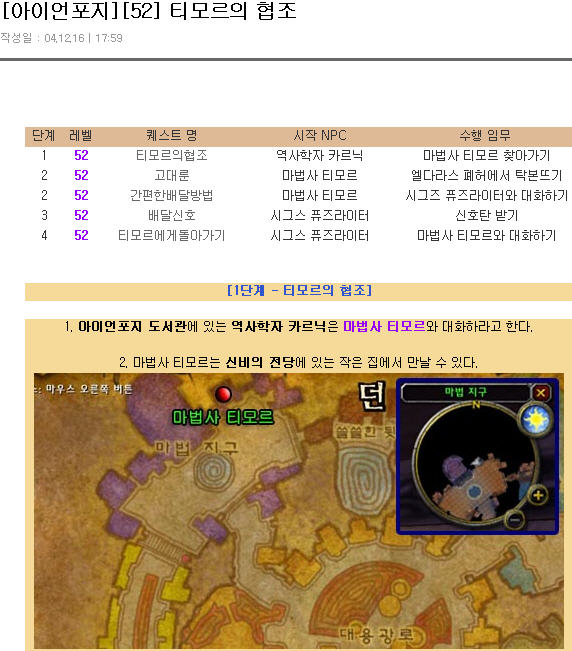 [아이언포지][52] 티모르의 협조
작성일 : 04.12.16 | 17:59
단계 레벨 퀘스트 명 시작 NPC 수행 임무
1 52 티모르의협조 역사학자 카르닉 마법사 티모르 찾아가기
2 52 고대룬 마법사 티모르 엘다라스 폐허에서 탁본뜨기
2 52 간편한배달방법 마법사 티모르 시그즈 퓨즈라이터와 대화하기
3 52 배달신호 시그스 퓨즈라이터 신호탄 받기
4 52 티모르에게돌아가기 시그스 퓨즈라이터 마법사 티모르와 대화하기
[1단계 - 티모르의 협조]
1. 아이언포지 도서관에 있는 역사학자 카르닉은 마법사 티모르와 대화하라고 한다.
2. 마법사 티모르는 신비의 전당에 있는 작은 집에서 만날 수 있다.
마우스 오른쪽 버튼
던
마법 지구
N
마법사 티모르
마법 지구
쓸쓸한 뒷
대용광로